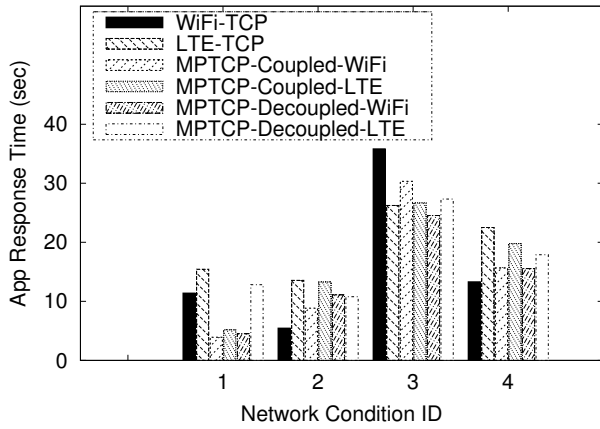 WiFi-TCP
LTE-TCP
MPTCP-Coupled-WiFi
MPTCP-Coupled-LTE
MPTCP-Decoupled-WiFi
MPTCP-Decoupled-LTE
App Response Time (sec)
40
30
20
10
0
1 2 3 4
Network Condition ID